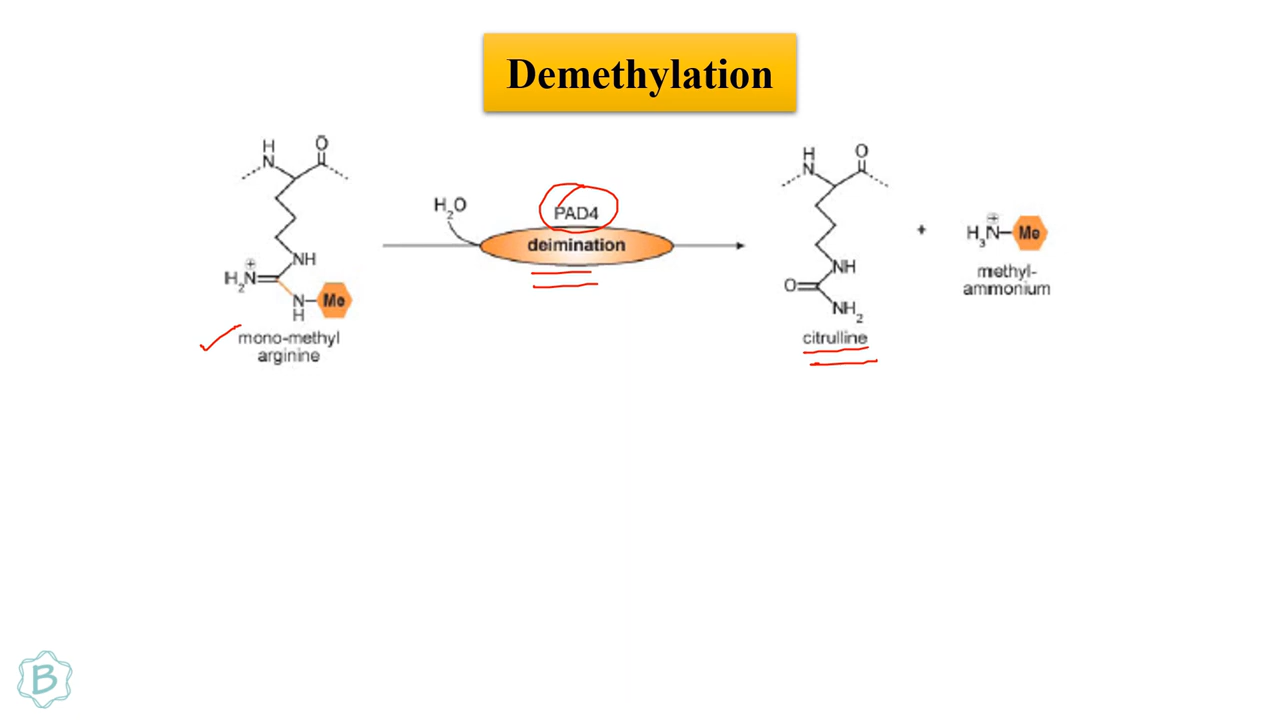 Demethylation
H
N
O
H₂O
PAD4
deimination
NH
H₂N
⊕
N
H
Me
mono-methyl
arginine
H
N
O
NH
O
NH₂
citrulline
+
⊕
H₃N
Me
methyl-
ammonium
B